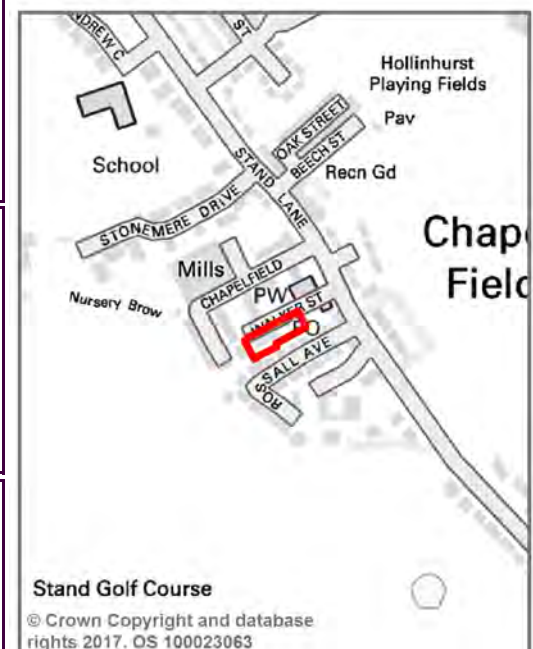 NDREW C
ST
Hollinhurst
Playing Fields
Pav
OAK STREET
BEECH ST
Recn Gd
School
STAND LANE
STONEMERE DRIVE
Chap
Field
Mills
CHAPELFIELD
PW
Nursery Brow
WALKER ST
PO
ROS
SALL AVE
Stand Golf Course
© Crown Copyright and database
rights 2017. OS 100023063